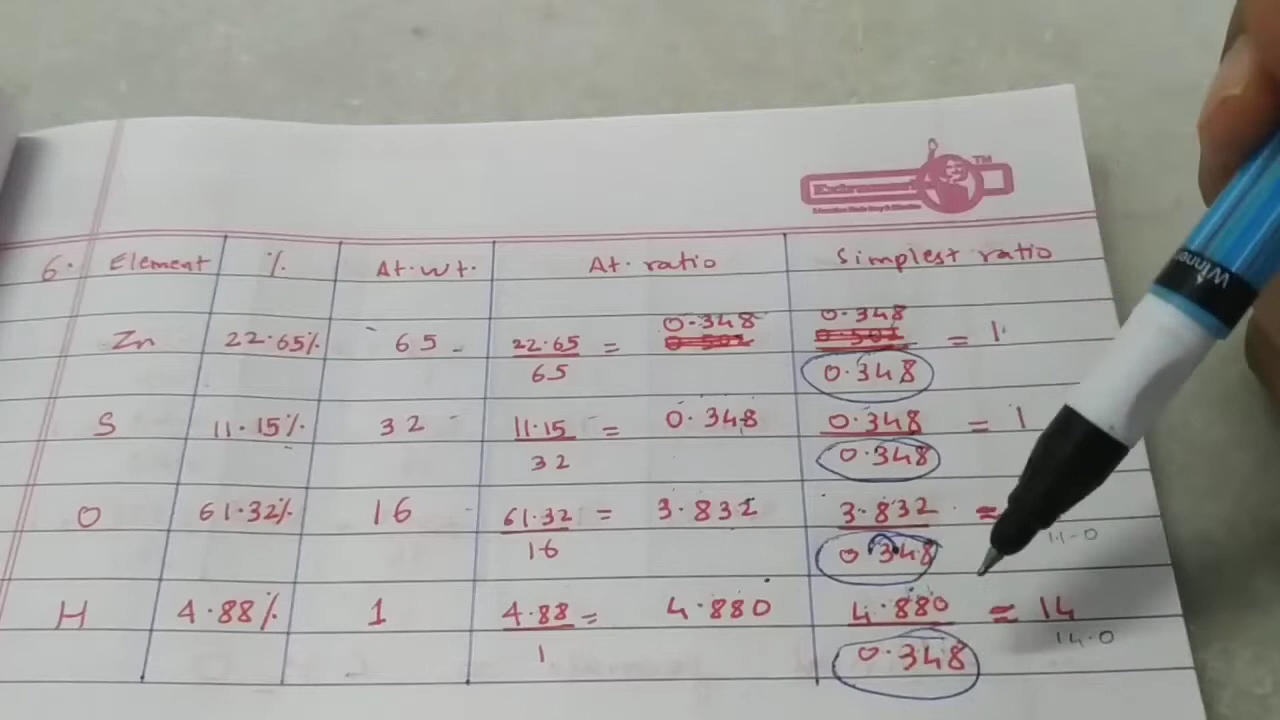 6. Element % At.wt. At. ratio Simplest ratio
0.348 0.348
Zn 22.65% 65 22.65 = = 1
65 0.348
S 11.15% 32 11.15 = 0.348 0.348 = 1
32 0.348
O 61.32% 16 61.32 = 3.832 3.832 ≈
16 0.348 11.0
H 4.88% 1 4.88 = 4.880 4.880 ≈ 14
1 0.348 14.0
TM
Winner